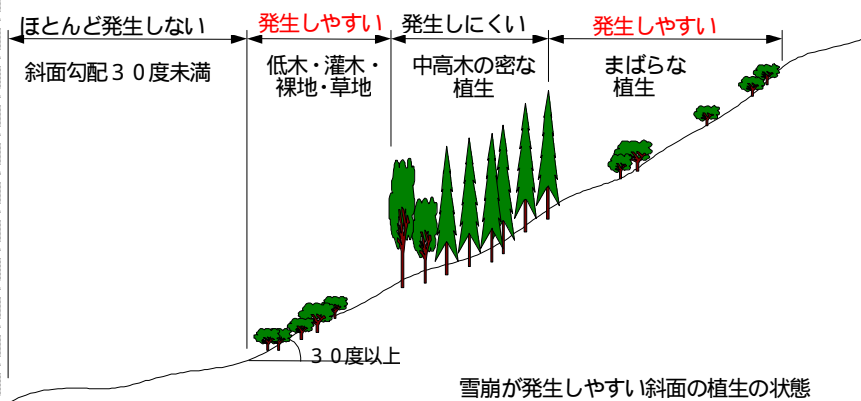 ほとんど発生しない
発生しやすい
発生しにくい
発生しやすい
斜面勾配３０度未満
低木・灌木・
裸地・草地
中高木の密な
植生
まばらな
植生
３０度以上
雪崩が発生しやすい斜面の植生の状態